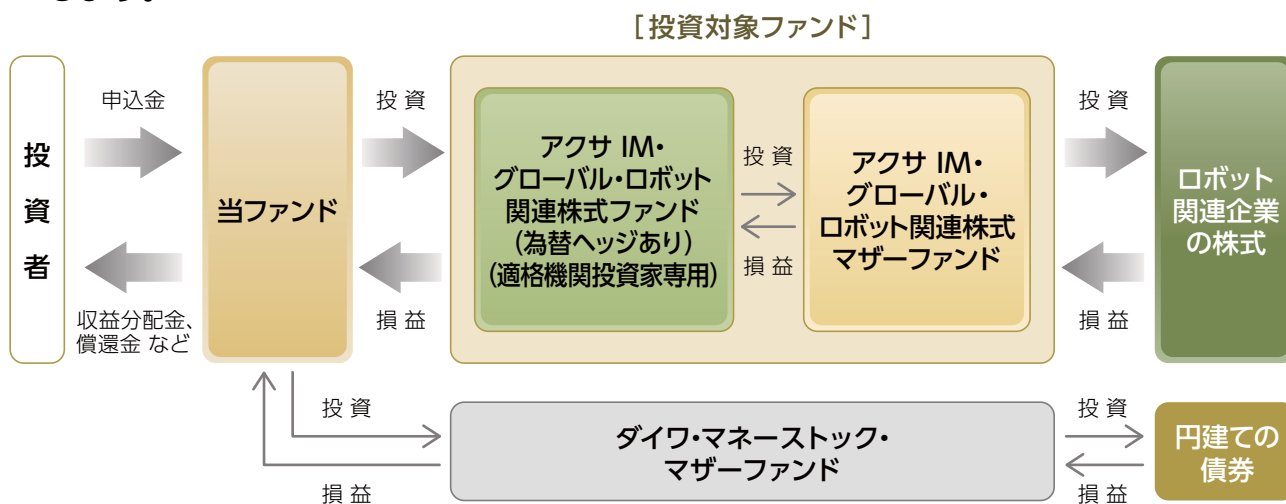 します。
［投資対象ファンド］
投資者
申込金
収益分配金、
償還金 など
当ファンド
投 資
損 益
アクサ IM・
グローバル・ロボット
関連株式ファンド
(為替ヘッジあり)
(適格機関投資家専用)
投 資
損 益
アクサ IM・
グローバル・
ロボット関連株式
マザーファンド
投 資
損 益
ロボット
関連企業
の株式
投 資
損 益
ダイワ・マネーストック・
マザーファンド
投 資
損 益
円建ての
債券